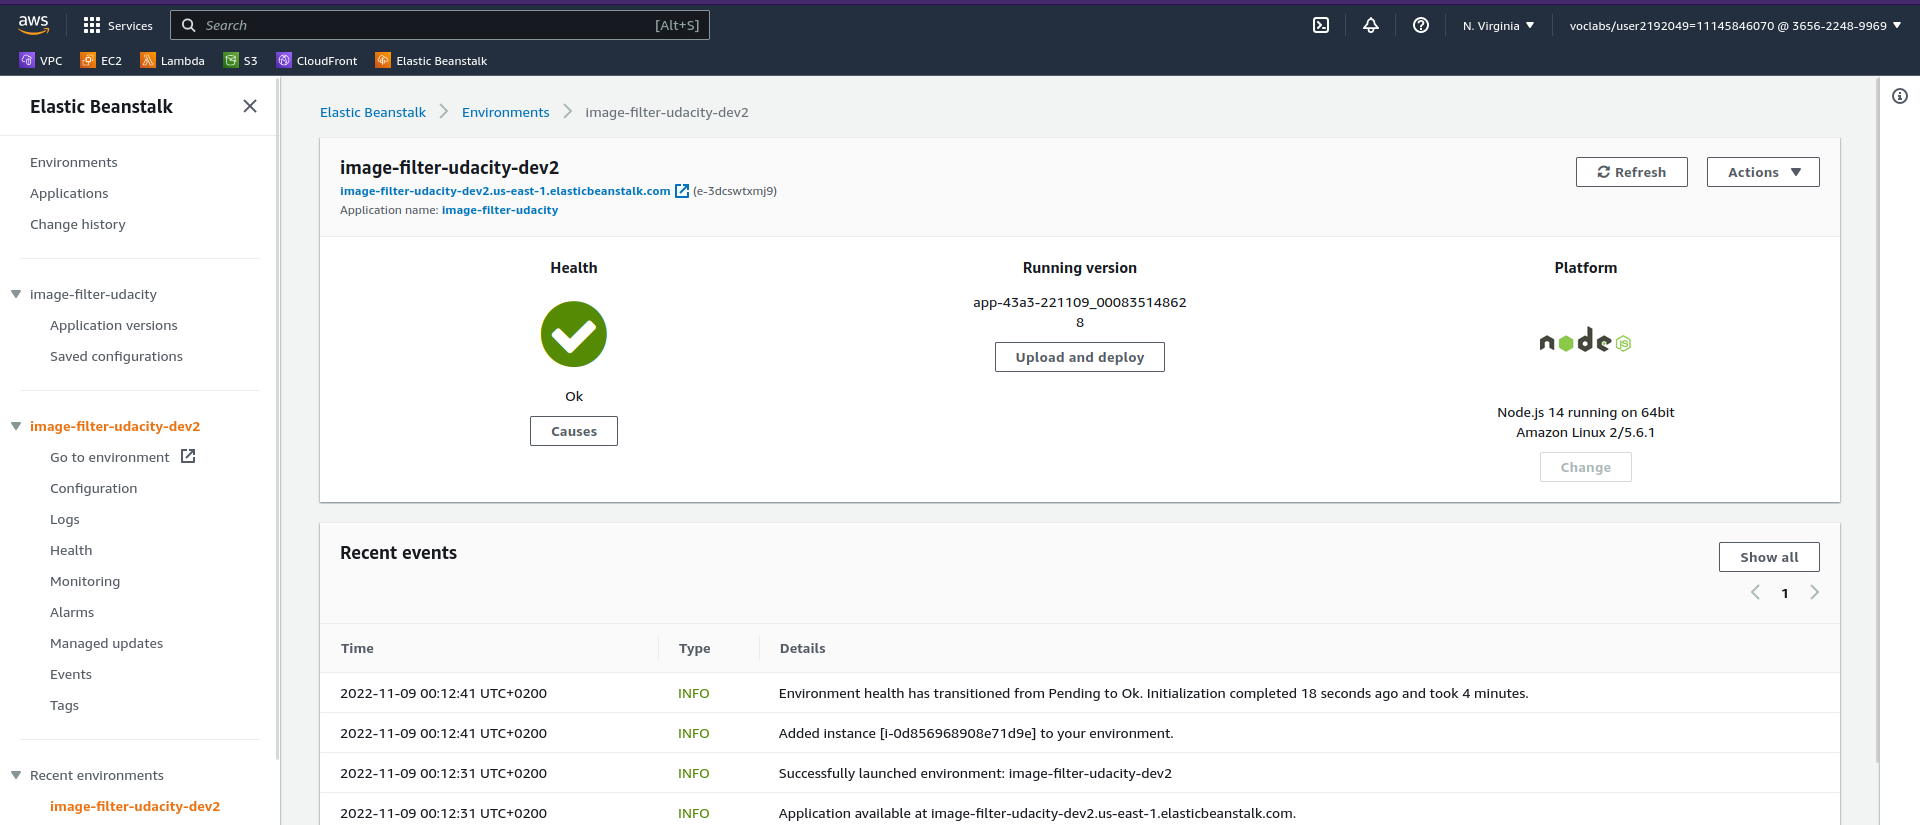 aws
Services
Search [Alt+S]
N. Virginia
voclabs/user2192049=11145846070 @ 3656-2248-9969
VPC
EC2
Lambda
S3
CloudFront
Elastic Beanstalk
Elastic Beanstalk
Environments
Applications
Change history
image-filter-udacity
Application versions
Saved configurations
image-filter-udacity-dev2
Go to environment
Configuration
Logs
Health
Monitoring
Alarms
Managed updates
Events
Tags
Recent environments
image-filter-udacity-dev2
Elastic Beanstalk
Environments
image-filter-udacity-dev2
image-filter-udacity-dev2
image-filter-udacity-dev2.us-east-1.elasticbeanstalk.com (e-3dcswtxmj9)
Application name: image-filter-udacity
Refresh
Actions
Health
Ok
Causes
Running version
app-43a3-221109_00083514862
8
Upload and deploy
Platform
node JS
Node.js 14 running on 64bit
Amazon Linux 2/5.6.1
Change
Recent events
Show all
1
Time Type Details
2022-11-09 00:12:41 UTC+0200 INFO Environment health has transitioned from Pending to Ok. Initialization completed 18 seconds ago and took 4 minutes.
2022-11-09 00:12:41 UTC+0200 INFO Added instance [i-0d856968908e71d9e] to your environment.
2022-11-09 00:12:31 UTC+0200 INFO Successfully launched environment: image-filter-udacity-dev2
2022-11-09 00:12:31 UTC+0200 INFO Application available at image-filter-udacity-dev2.us-east-1.elasticbeanstalk.com.